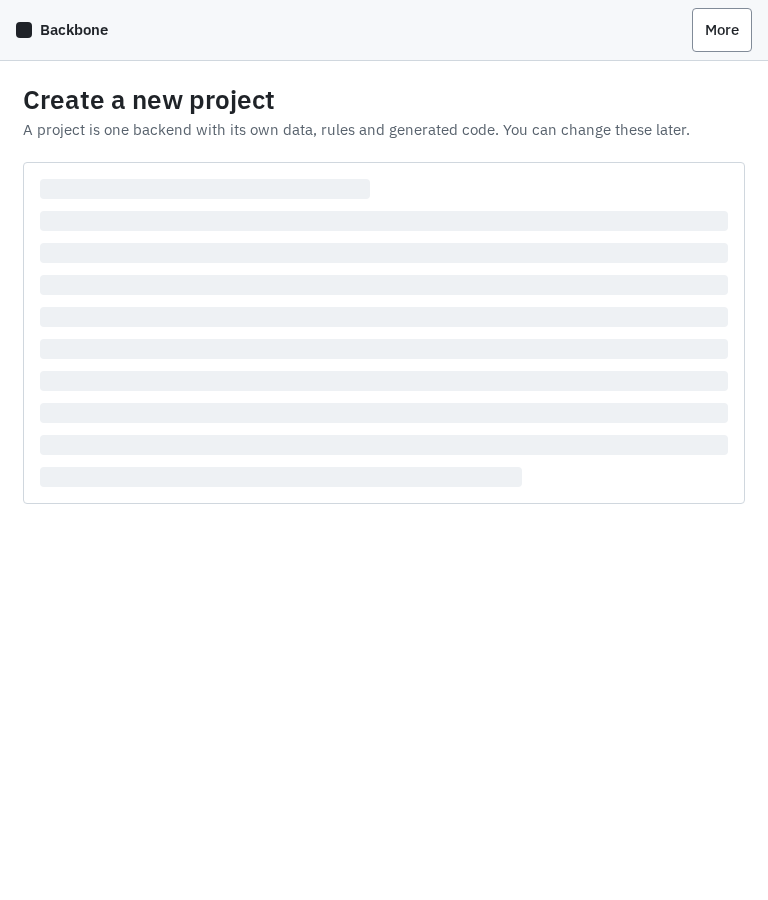 Backbone
More
Create a new project
A project is one backend with its own data, rules and generated code. You can change these later.